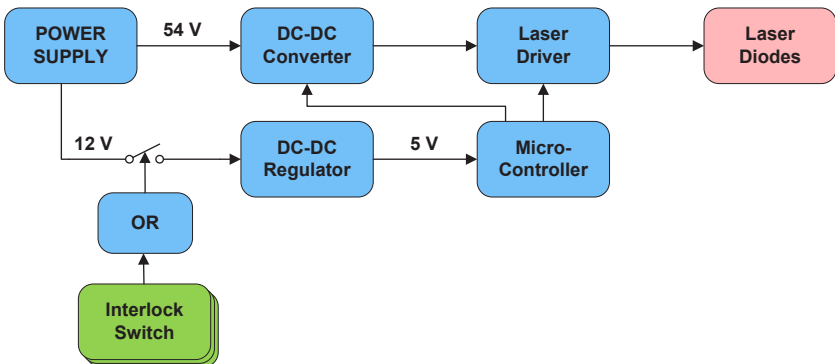 POWER
SUPPLY
54 V
DC-DC
Converter
Laser
Driver
Laser
Diodes
12 V
DC-DC
Regulator
5 V
Micro-
Controller
OR
Interlock
Switch